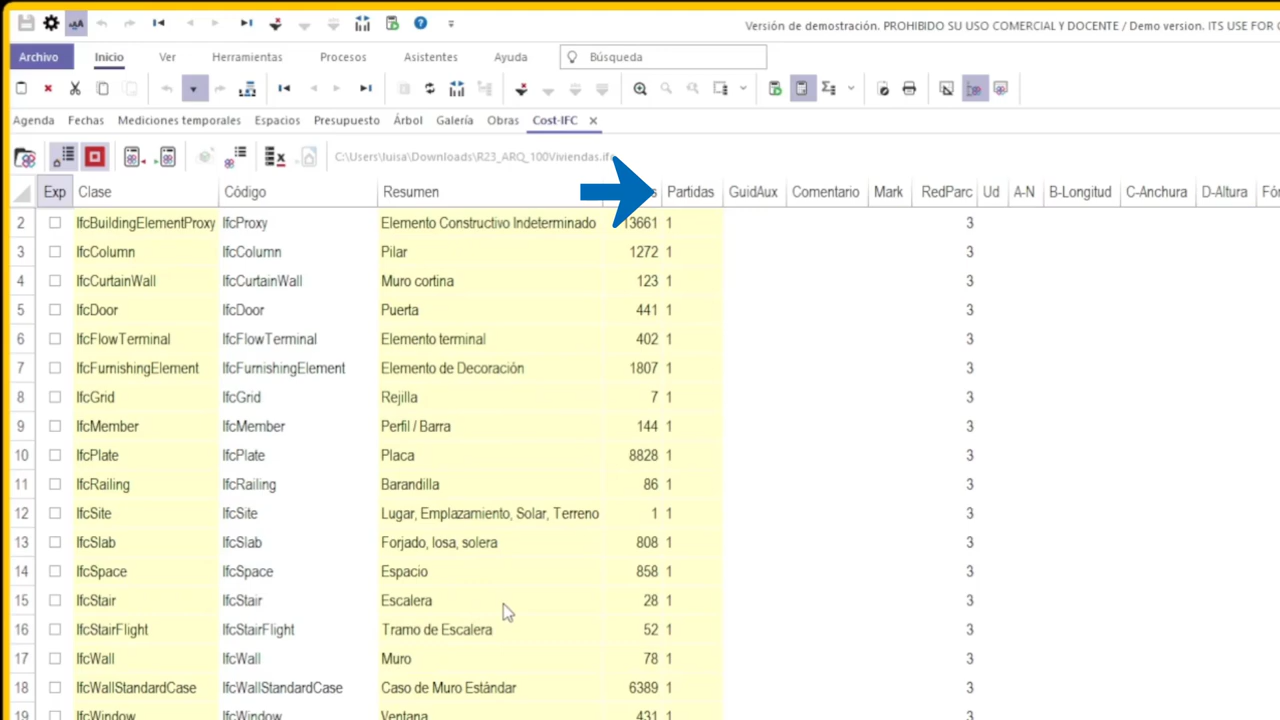 Versión de demostración. PROHIBIDO SU USO COMERCIAL Y DOCENTE / Demo version. ITS USE FOR
Archivo Inicio Ver Herramientas Procesos Asistentes Ayuda Búsqueda
Agenda Fechas Mediciones temporales Espacios Presupuesto Árbol Galería Obras Cost-IFC
C:\Users\luisa\Downloads\R23_ARQ_100Viviendas.ifc
Exp Clase Código Resumen Partidas GuidAux Comentario Mark RedParc Ud A-N B-Longitud C-Anchura D-Altura
2 IfcBuildingElementProxy IfcProxy Elemento Constructivo Indeterminado 13661 1 3
3 IfcColumn IfcColumn Pilar 1272 1 3
4 IfcCurtainWall IfcCurtainWall Muro cortina 123 1 3
5 IfcDoor IfcDoor Puerta 441 1 3
6 IfcFlowTerminal IfcFlowTerminal Elemento terminal 402 1 3
7 IfcFurnishingElement IfcFurnishingElement Elemento de Decoración 1807 1 3
8 IfcGrid IfcGrid Rejilla 7 1 3
9 IfcMember IfcMember Perfil / Barra 144 1 3
10 IfcPlate IfcPlate Placa 8828 1 3
11 IfcRailing IfcRailing Barandilla 86 1 3
12 IfcSite IfcSite Lugar, Emplazamiento, Solar, Terreno 1 1 3
13 IfcSlab IfcSlab Forjado, losa, solera 808 1 3
14 IfcSpace IfcSpace Espacio 858 1 3
15 IfcStair IfcStair Escalera 28 1 3
16 IfcStairFlight IfcStairFlight Tramo de Escalera 52 1 3
17 IfcWall IfcWall Muro 78 1 3
18 IfcWallStandardCase IfcWallStandardCase Caso de Muro Estándar 6389 1 3
19 IfcWindow IfcWindow Ventana 431 1 3